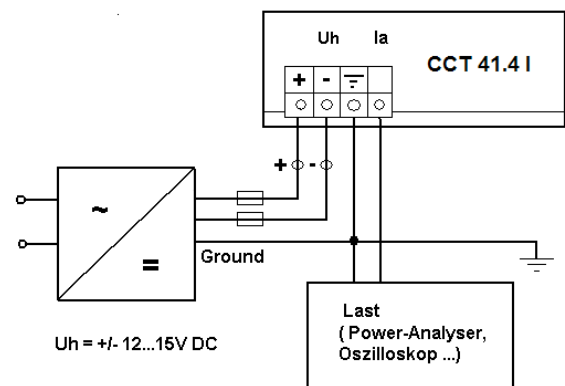 Uh Ia
CCT 41.4 I
+ -
+ -
~
=
Ground
Uh = +/- 12...15V DC
Last
( Power-Analyser,
Oszilloskop ...)